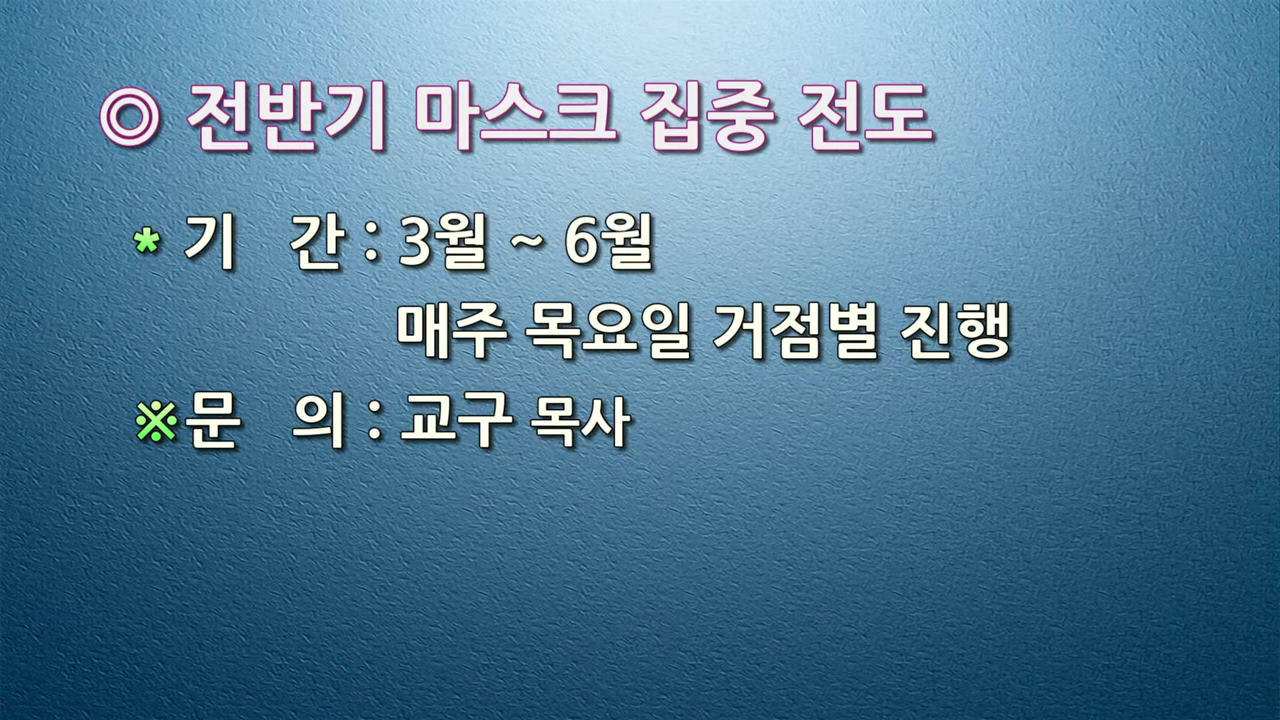 ◎ 전반기 마스크 집중 전도
* 기 간 : 3월 ~ 6월
매주 목요일 거점별 진행
※문 의 : 교구 목사